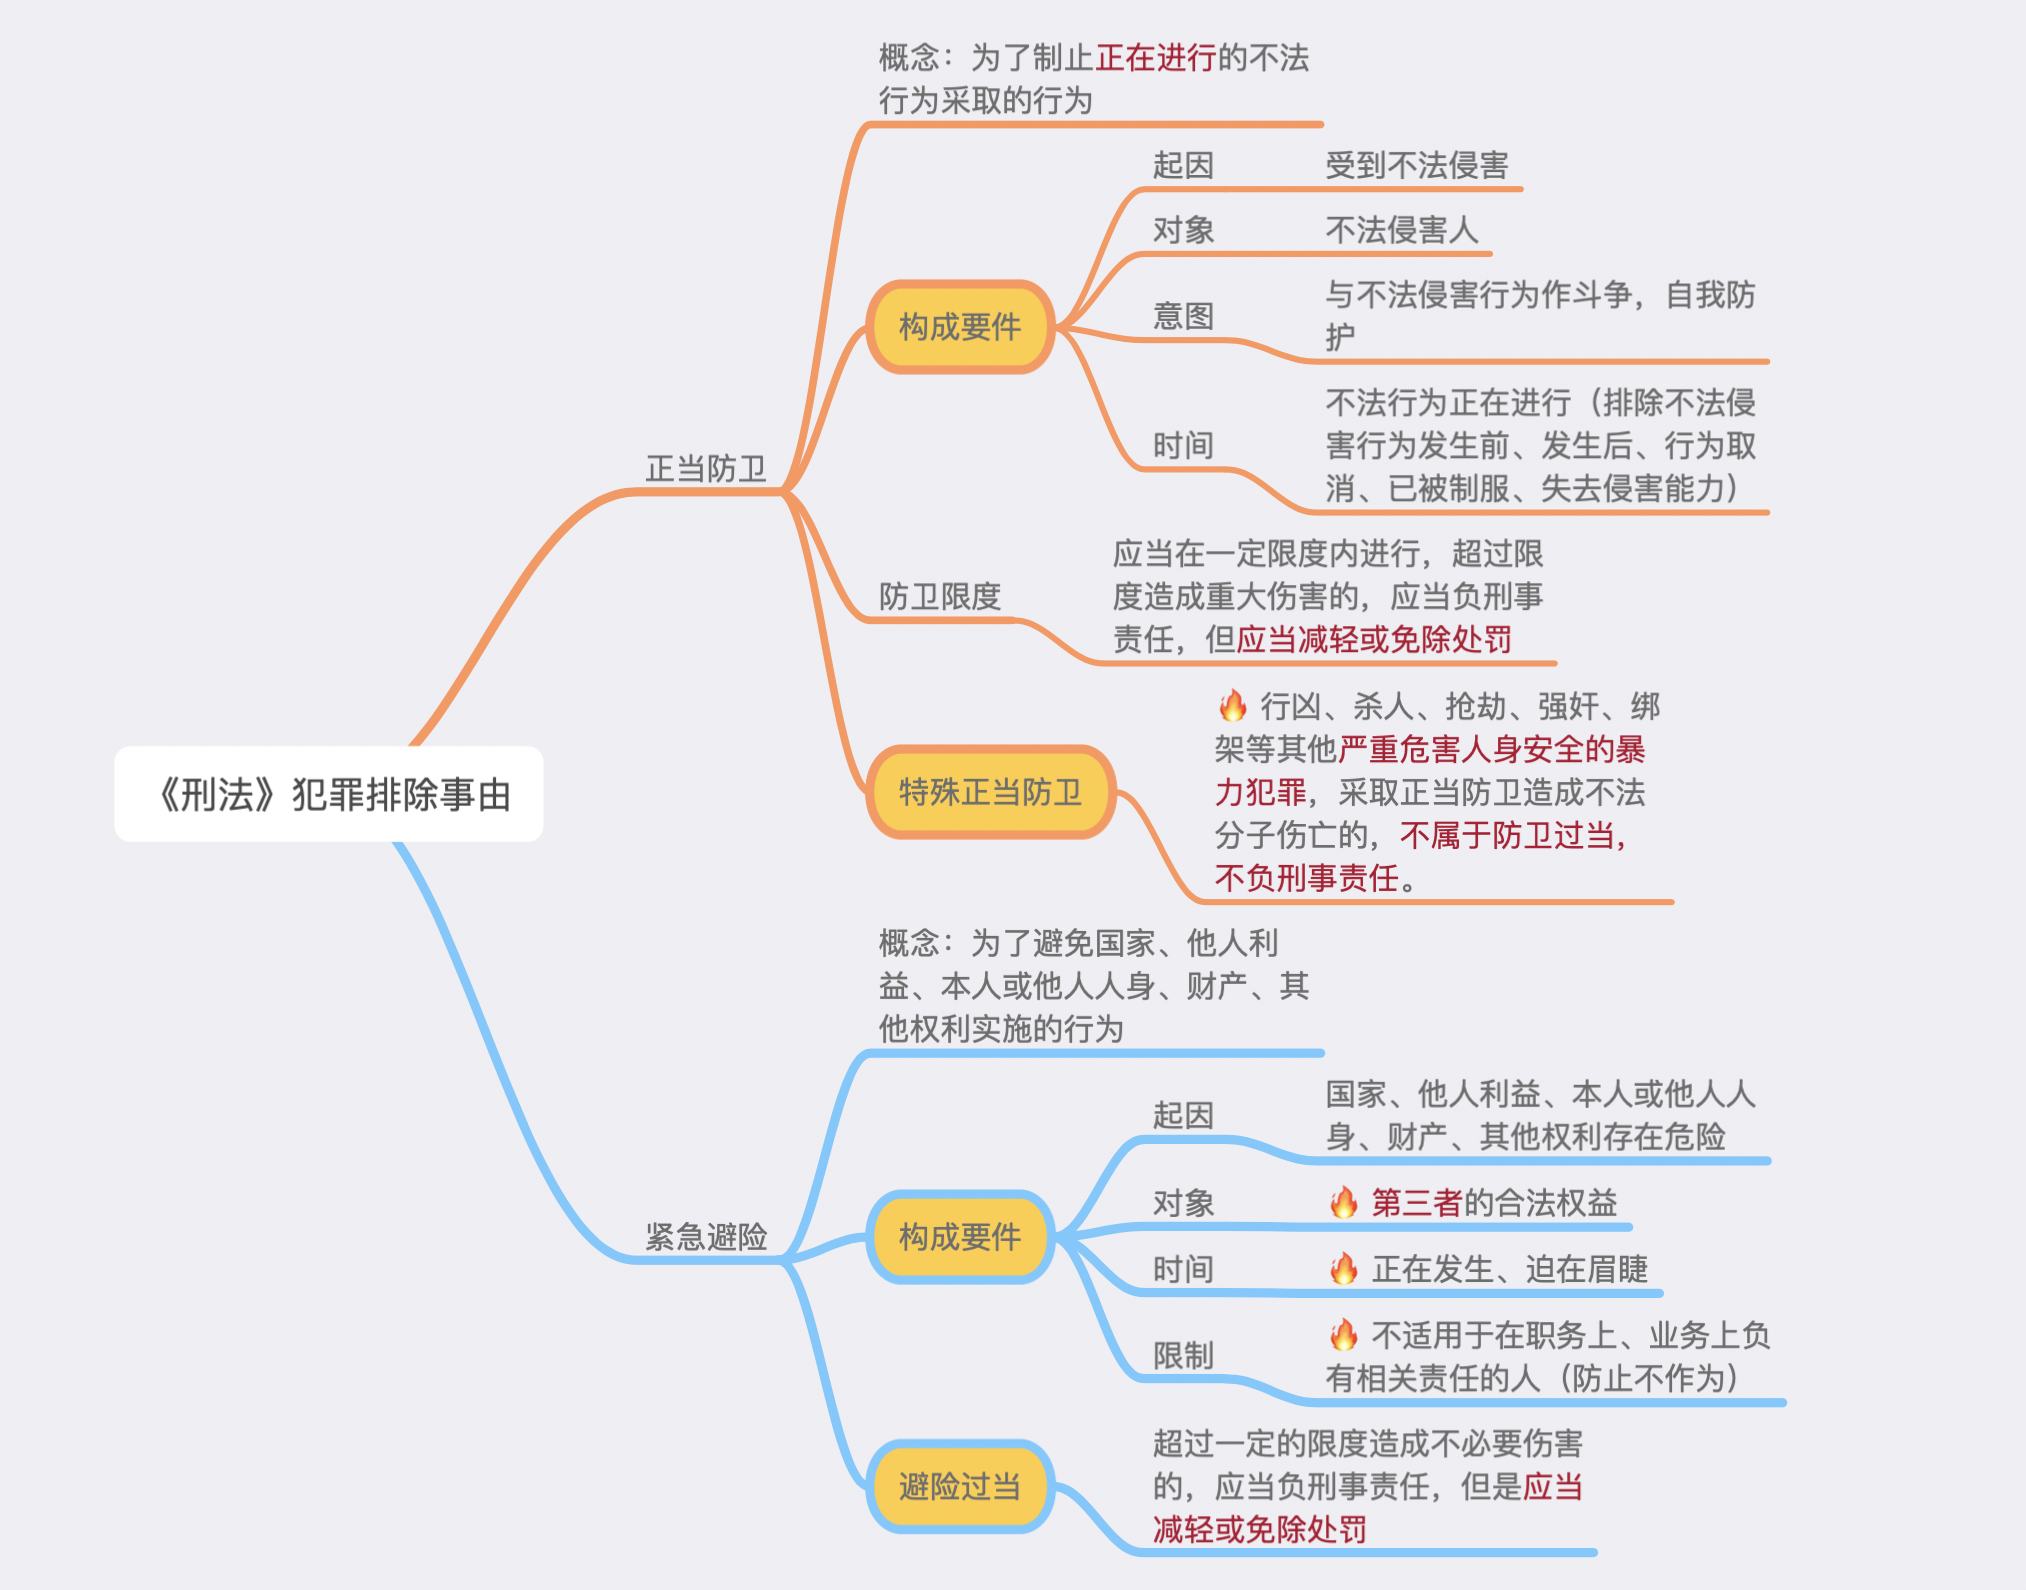 《刑法》犯罪排除事由
正当防卫
概念：为了制止正在进行的不法
行为采取的行为
构成要件
起因
受到不法侵害
对象
不法侵害人
意图
与不法侵害行为作斗争，自我防
护
时间
不法行为正在进行（排除不法侵
害行为发生前、发生后、行为取
消、已被制服、失去侵害能力）
防卫限度
应当在一定限度内进行，超过限
度造成重大伤害的，应当负刑事
责任，但应当减轻或免除处罚
特殊正当防卫
🔥 行凶、杀人、抢劫、强奸、绑
架等其他严重危害人身安全的暴
力犯罪，采取正当防卫造成不法
分子伤亡的，不属于防卫过当，
不负刑事责任。
紧急避险
概念：为了避免国家、他人利
益、本人或他人人身、财产、其
他权利实施的行为
构成要件
起因
国家、他人利益、本人或他人人
身、财产、其他权利存在危险
对象
🔥 第三者的合法权益
时间
🔥 正在发生、迫在眉睫
限制
🔥 不适用于在职务上、业务上负
有相关责任的人（防止不作为）
避险过当
超过一定的限度造成不必要伤害
的，应当负刑事责任，但是应当
减轻或免除处罚